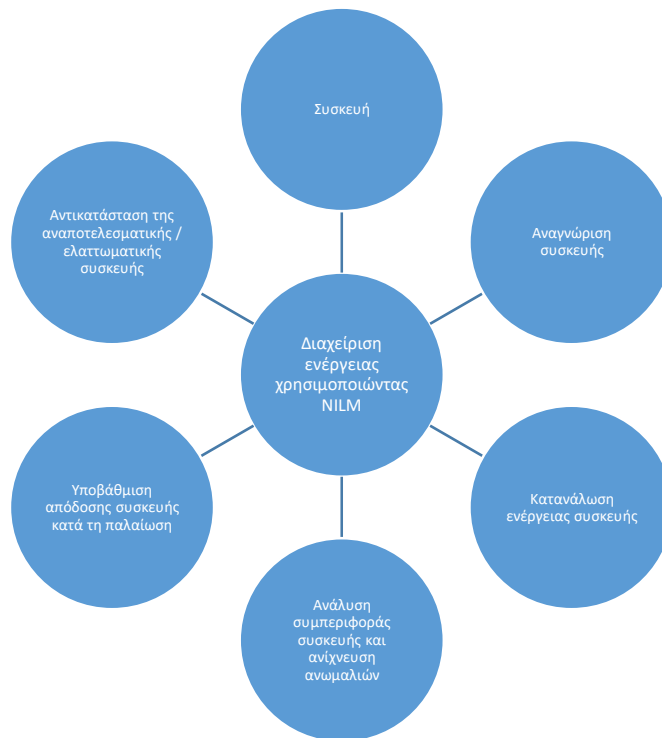 Συσκευή
Αντικατάσταση της
αναποτελεσματικής /
ελαττωματικής
συσκευής
Αναγνώριση
συσκευής
Διαχείριση
ενέργειας
χρησιμοποιώντας
NILM
Υποβάθμιση
απόδοσης συσκευής
κατά τη παλαίωση
Κατανάλωση
ενέργειας συσκευής
Ανάλυση
συμπεριφοράς
συσκευής και
ανίχνευση
ανωμαλιών